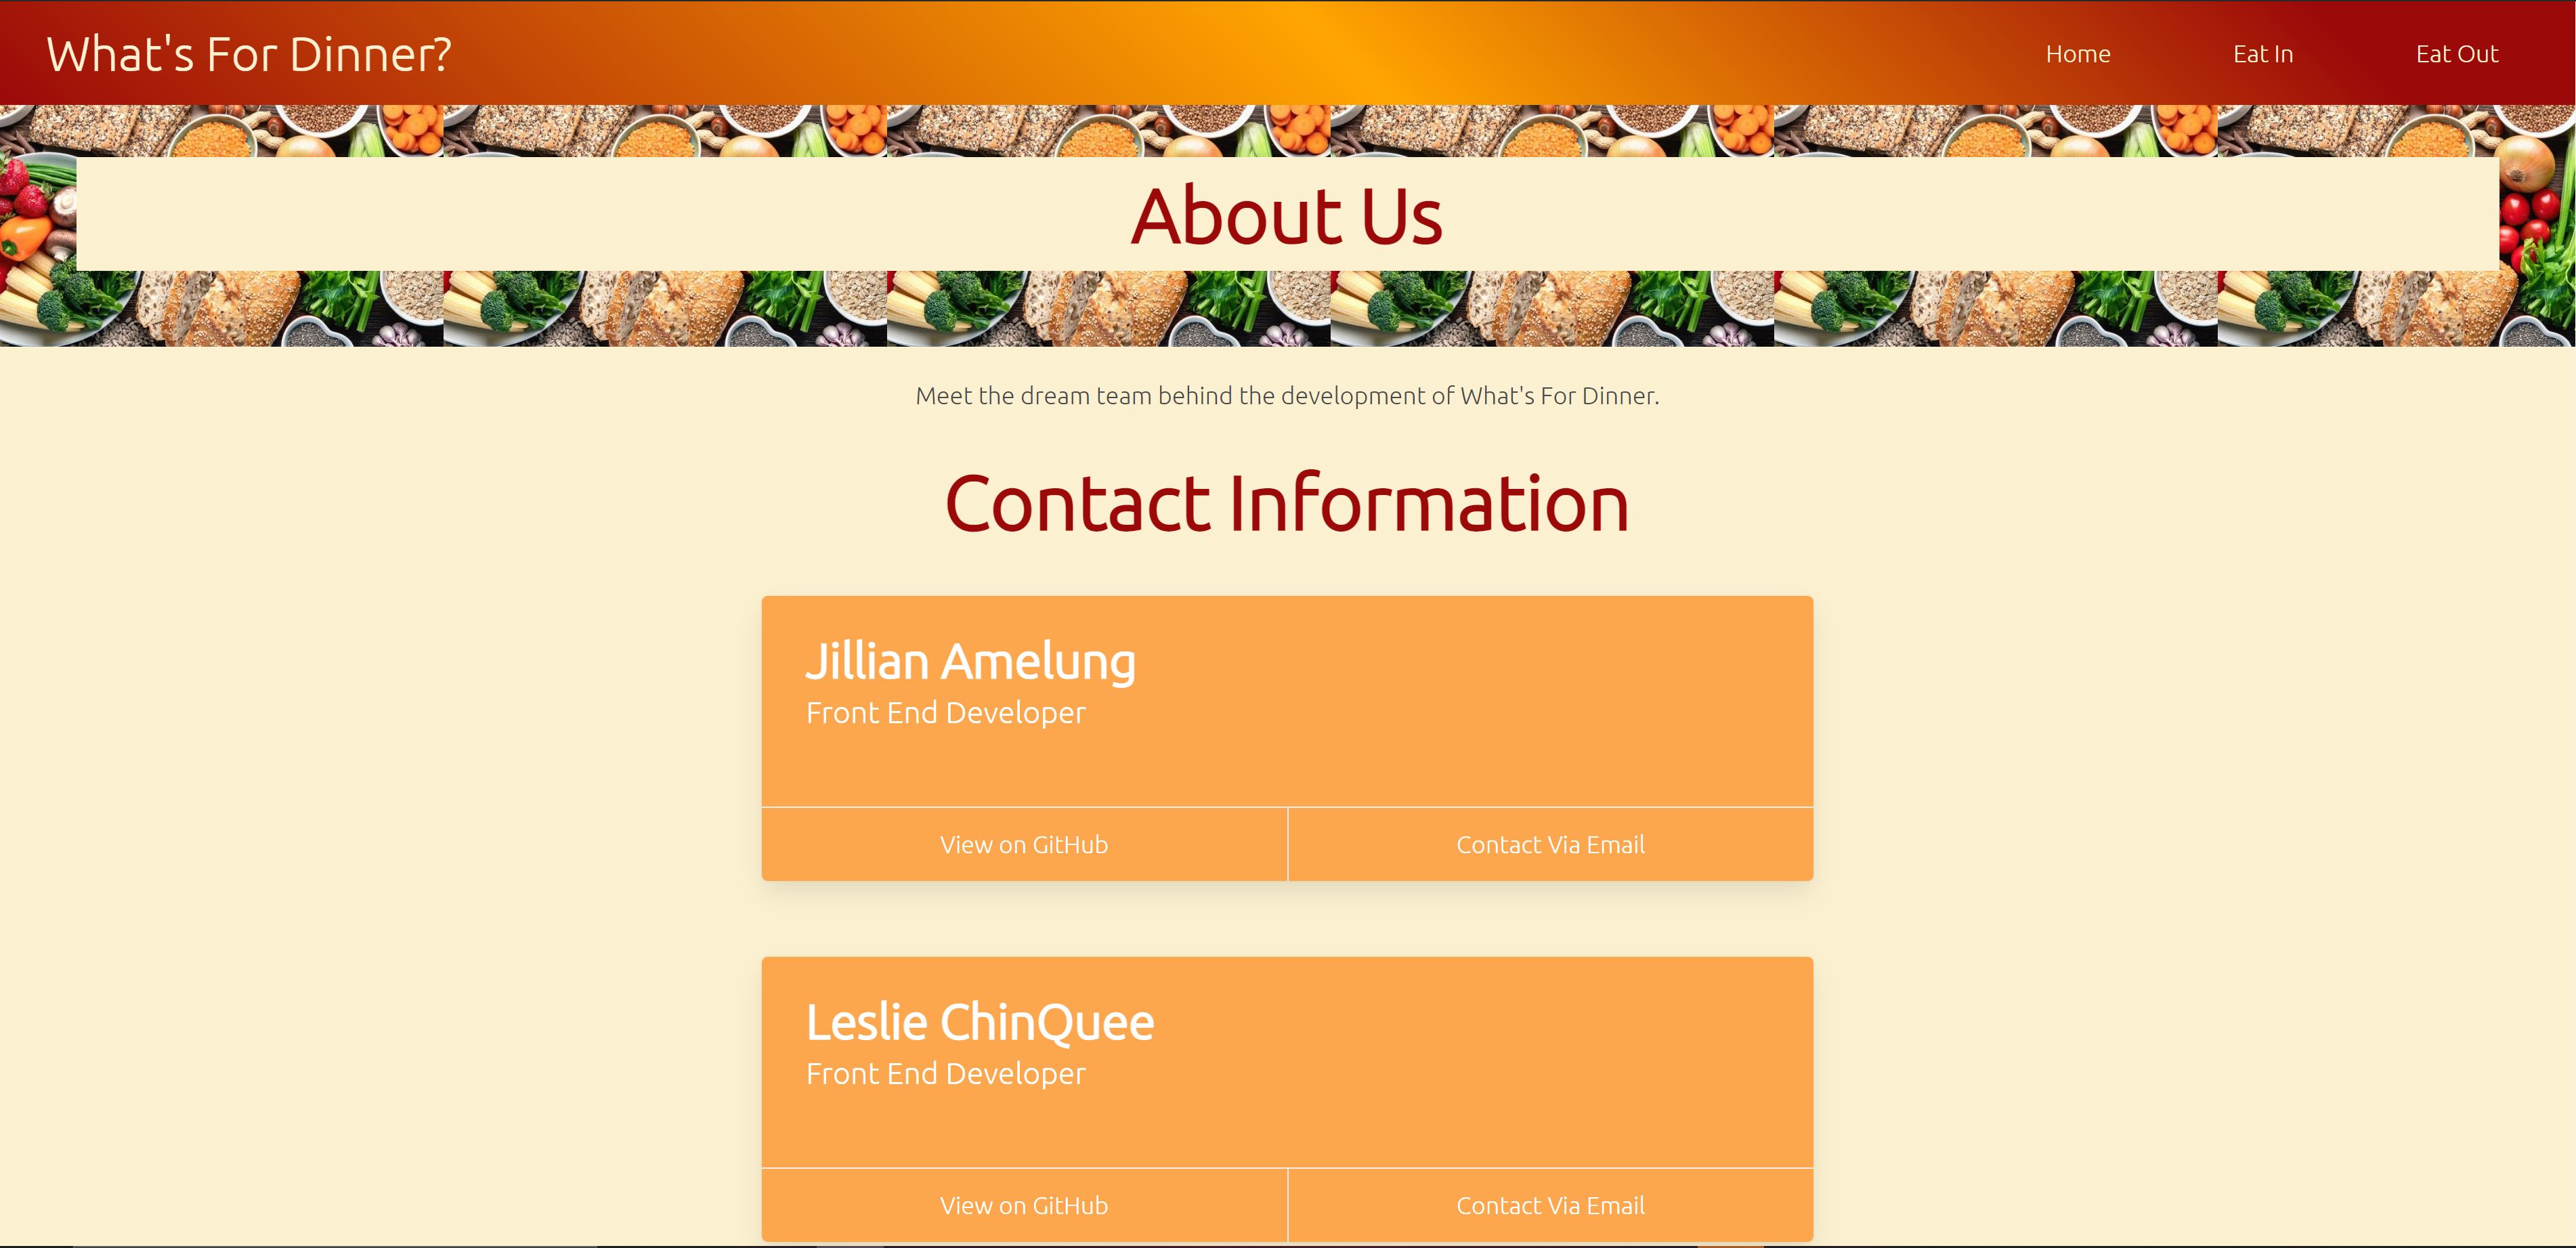 What's For Dinner?
Home
Eat In
Eat Out
About Us
Meet the dream team behind the development of What's For Dinner.
Contact Information
Jillian Amelung
Front End Developer
View on GitHub
Contact Via Email
Leslie ChinQuee
Front End Developer
View on GitHub
Contact Via Email